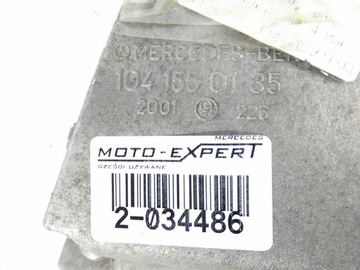 MERCEDES-BENZ
104 155 01 35
2001 226
MERCEDES
MOTO-EXPERT
CZĘŚCI UŻYWANE
2-034486